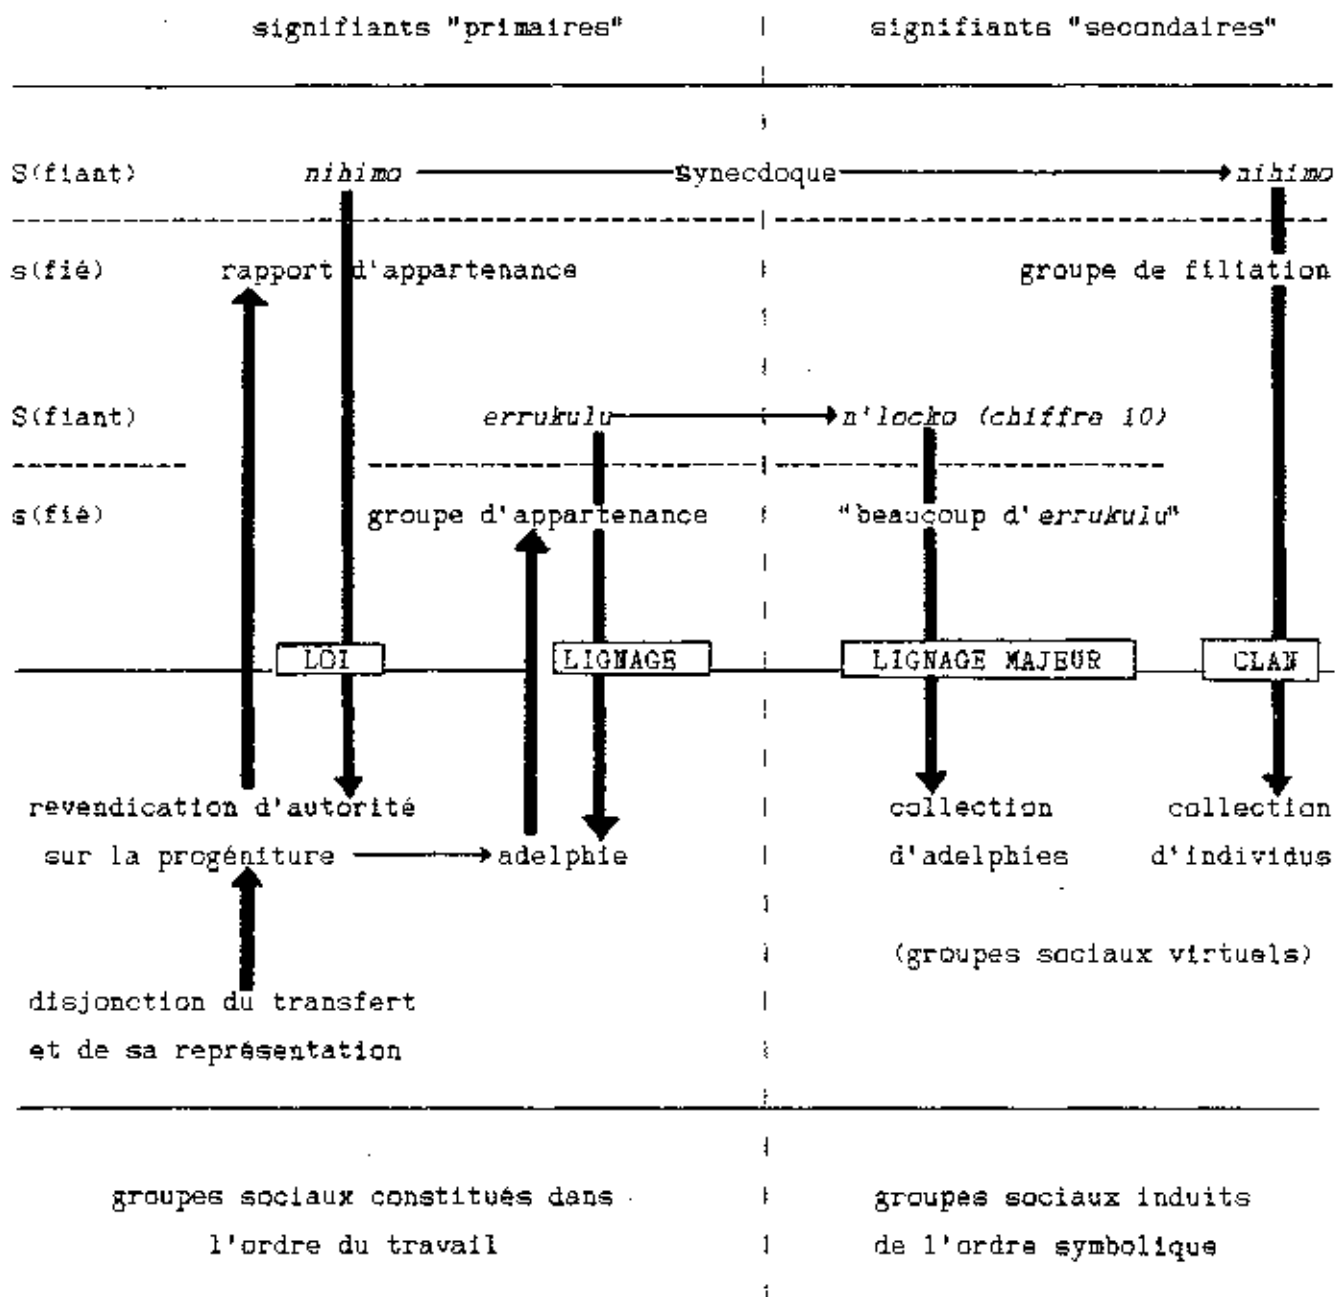 signifiants "primaires" signifiants "secondaires"
S(fiant) nihimo synecdoque nihimo
s(fié) rapport d'appartenance groupe de filiation
S(fiant) errukulu n'locko (chiffre 10)
s(fié) groupe d'appartenance "beaucoup d'errukulu"
LOI LIGNAGE LIGNAGE MAJEUR CLAN
revendication d'autorité collection collection
sur la progéniture adelphie d'adelphies d'individus
(groupes sociaux virtuels)
disjonction du transfert
et de sa représentation
groupes sociaux constitués dans groupes sociaux induits
l'ordre du travail de l'ordre symbolique